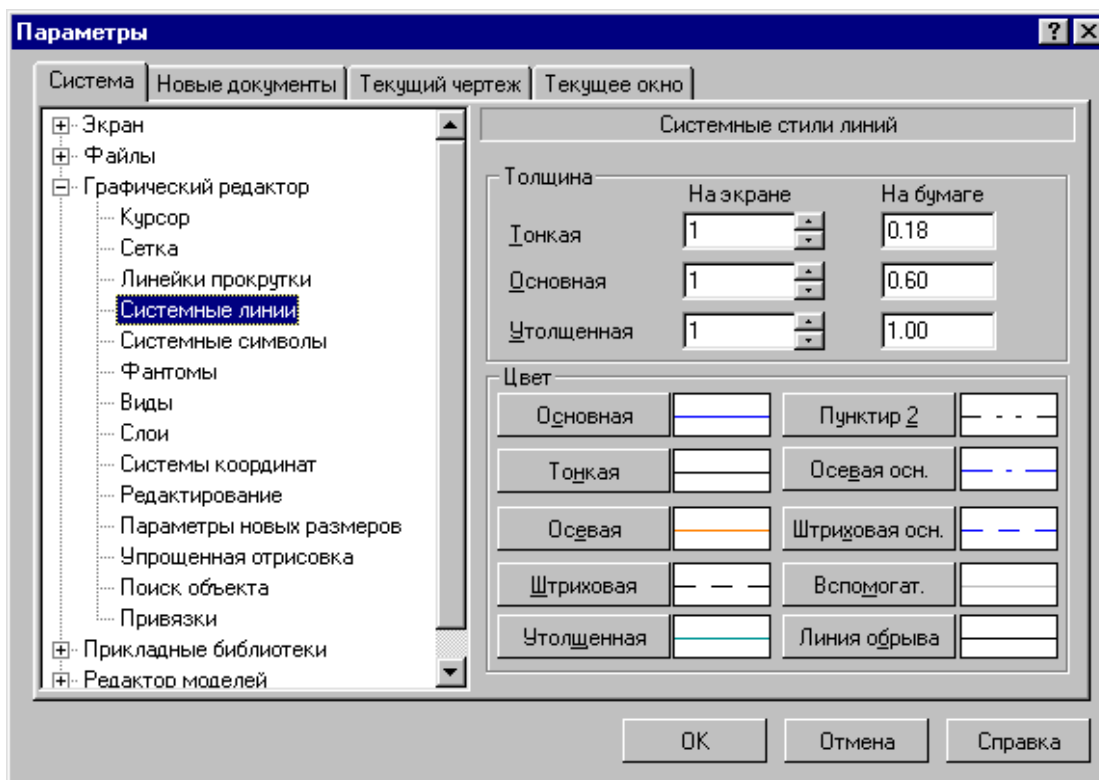 Параметры
Система Новые документы Текущий чертеж Текущее окно
Экран
Файлы
Графический редактор
Курсор
Сетка
Линейки прокрутки
Системные линии
Системные символы
Фантомы
Виды
Слои
Системы координат
Редактирование
Параметры новых размеров
Упрощенная отрисовка
Поиск объекта
Привязки
Прикладные библиотеки
Редактор моделей
Системные стили линий
Толщина
На экране На бумаге
Тонкая 1 0.18
Основная 1 0.60
Утолщенная 1 1.00
Цвет
Основная Пунктир 2
Тонкая Осевая осн.
Осевая Штриховая осн.
Штриховая Вспомогат.
Утолщенная Линия обрыва
OK Отмена Справка